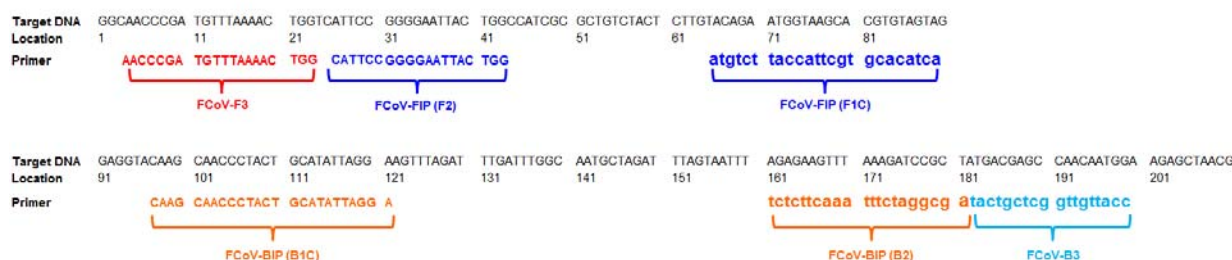 Target DNA GGCAACCCGA TGTTTAAAAC TGGTCATTCC GGGGAATTAC TGGCCATCGC GCTGTCTACT CTTGTACAGA ATGGTAAGCA CGTGTAGTAG
Location 1 11 21 31 41 51 61 71 81
Primer AACCCGA TGTTTAAAAC TGG CATTCC GGGGAATTAC TGG atgtct taccattcgt gcacatca
FCoV-F3 FCoV-FIP (F2) FCoV-FIP (F1C)
Target DNA GAGGTACAAG CAACCCTACT GCATATTAGG AAGTTTAGAT TTGATTTGGC AATGCTAGAT TTAGTAATTT AGAGAAGTTT AAAGATCCGC TATGACGAGC CAACAATGGA AGAGCTAACG
Location 91 101 111 121 131 141 151 161 171 181 191 201
Primer CAAG CAACCCTACT GCATATTAGG A tctcttcaaa tttctaggcg atactgctcg gttgttacc
FCoV-BIP (B1C) FCoV-BIP (B2) FCoV-B3